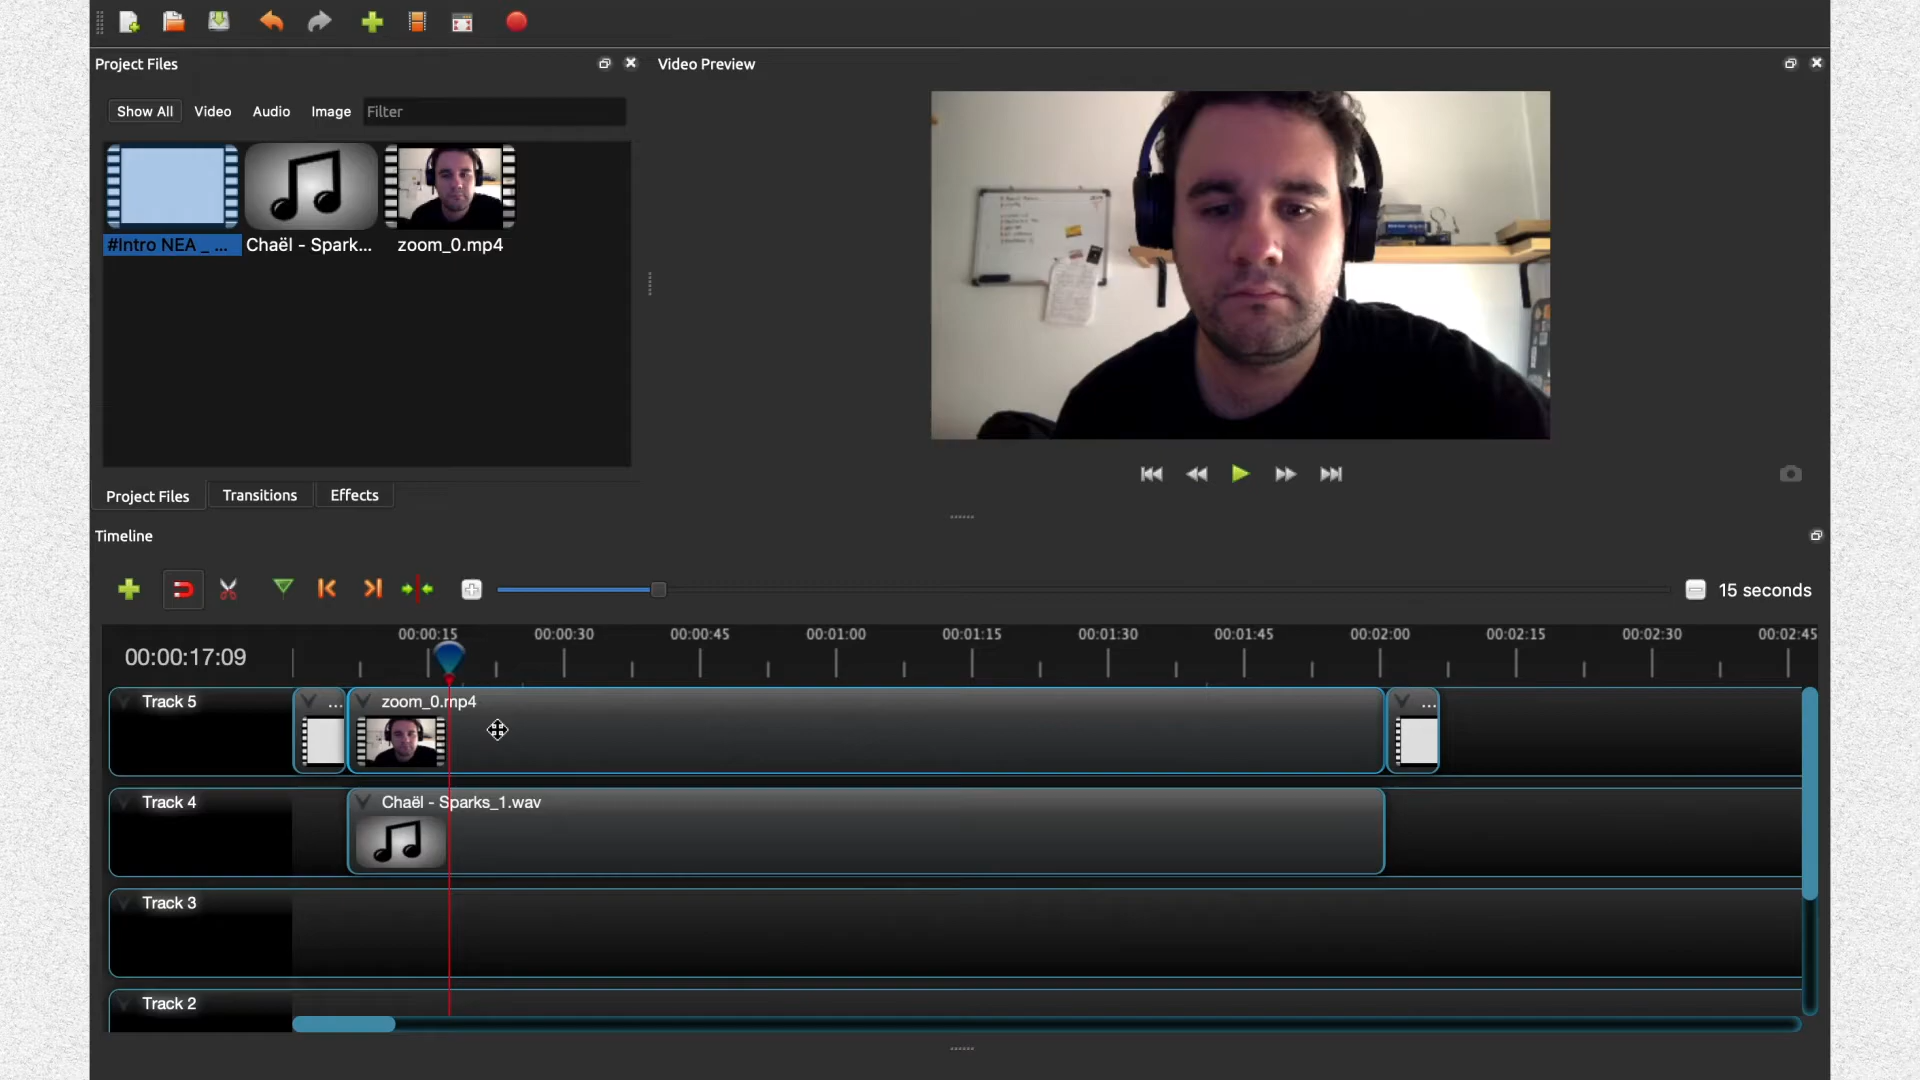 Project Files
Video Preview
Show All Video Audio Image Filter
#Intro NEA _ ...
Chaël - Spark...
zoom_0.mp4
Project Files Transitions Effects
Timeline
15 seconds
00:00:15 00:00:30 00:00:45 00:01:00 00:01:15 00:01:30 00:01:45 00:02:00 00:02:15 00:02:30 00:02:45
00:00:17:09
Track 5 ... zoom_0.mp4 ...
Track 4 Chaël - Sparks_1.wav
Track 3
Track 2